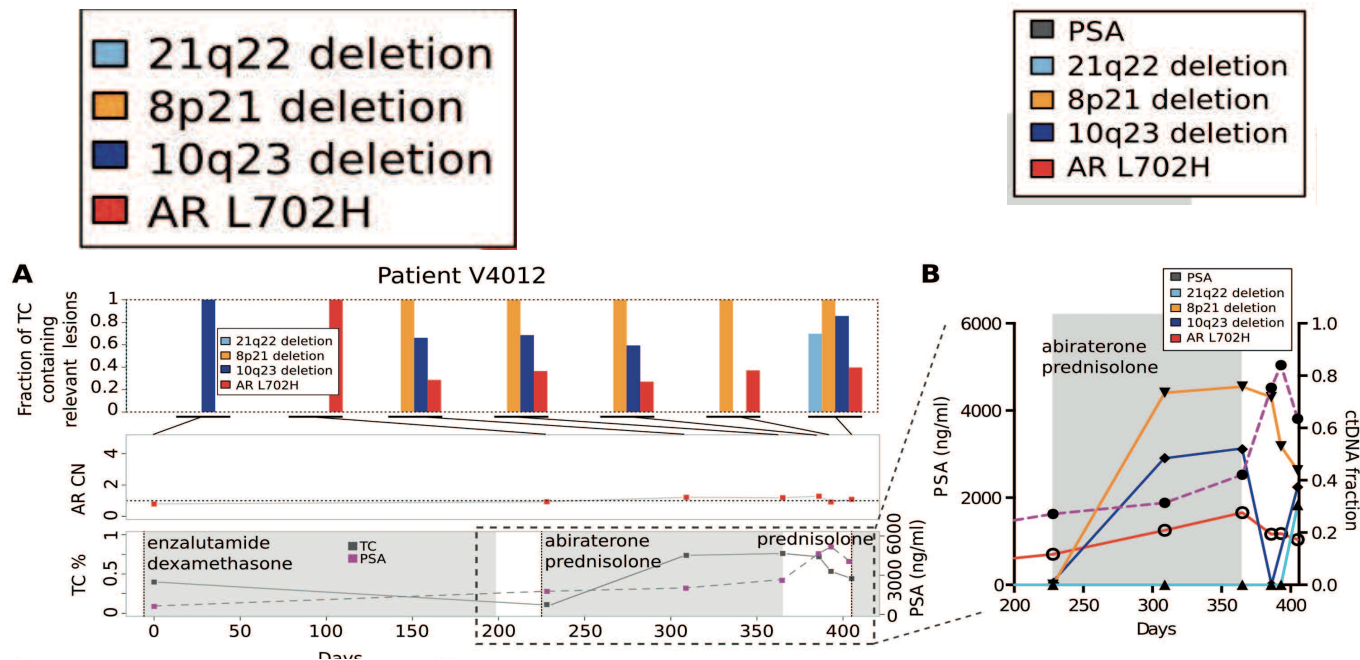 21q22 deletion
8p21 deletion
10q23 deletion
AR L702H
PSA
21q22 deletion
8p21 deletion
10q23 deletion
AR L702H
A
Patient V4012
Fraction of TC
containing
relevant lesions
1
0.8
0.6
0.4
0.2
0
21q22 deletion
8p21 deletion
10q23 deletion
AR L702H
AR CN
4
2
0
TC %
1
0.5
0
enzalutamide
dexamethasone
TC
PSA
abiraterone
prednisolone
prednisolone
6000
3000
0
PSA (ng/ml)
0 50 100 150 200 250 300 350 400
B
PSA
21q22 deletion
8p21 deletion
10q23 deletion
AR L702H
abiraterone
prednisolone
PSA (ng/ml)
6000
4000
2000
0
1.0
0.8
0.6
0.4
0.2
0.0
ctDNA fraction
200 250 300 350 400
Days